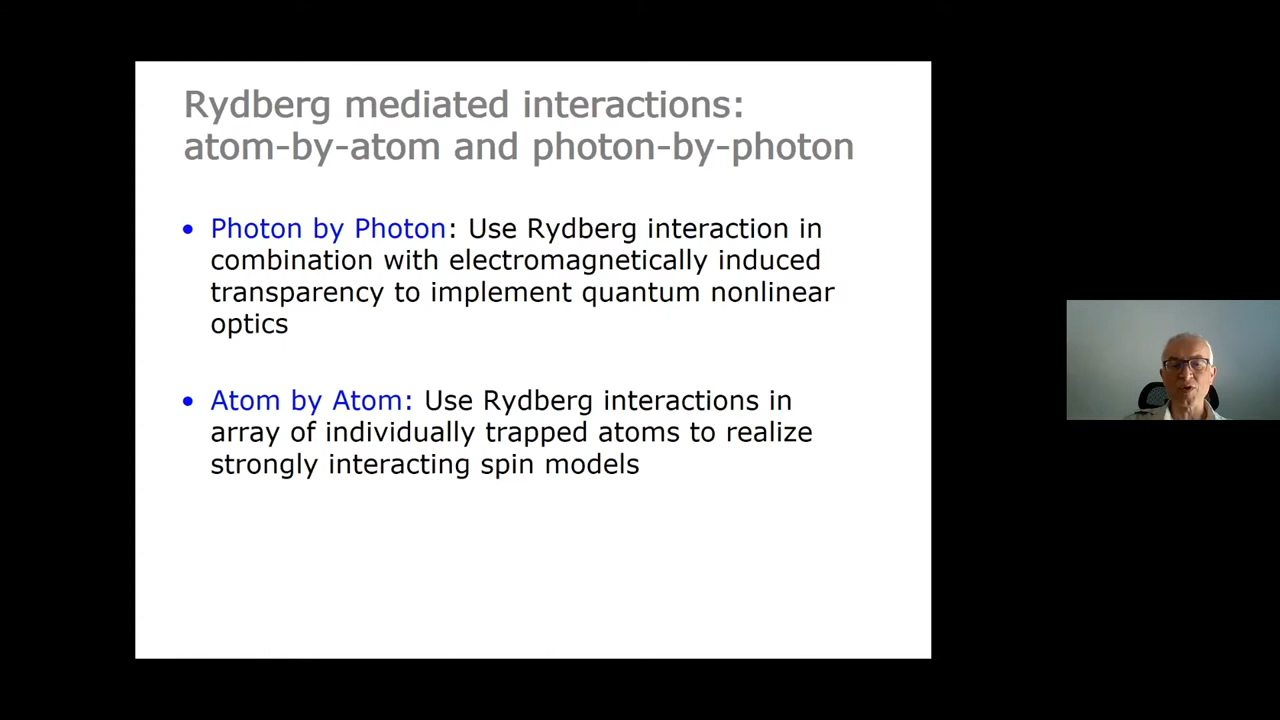 Rydberg mediated interactions:
atom-by-atom and photon-by-photon
• Photon by Photon: Use Rydberg interaction in
combination with electromagnetically induced
transparency to implement quantum nonlinear
optics
• Atom by Atom: Use Rydberg interactions in
array of individually trapped atoms to realize
strongly interacting spin models